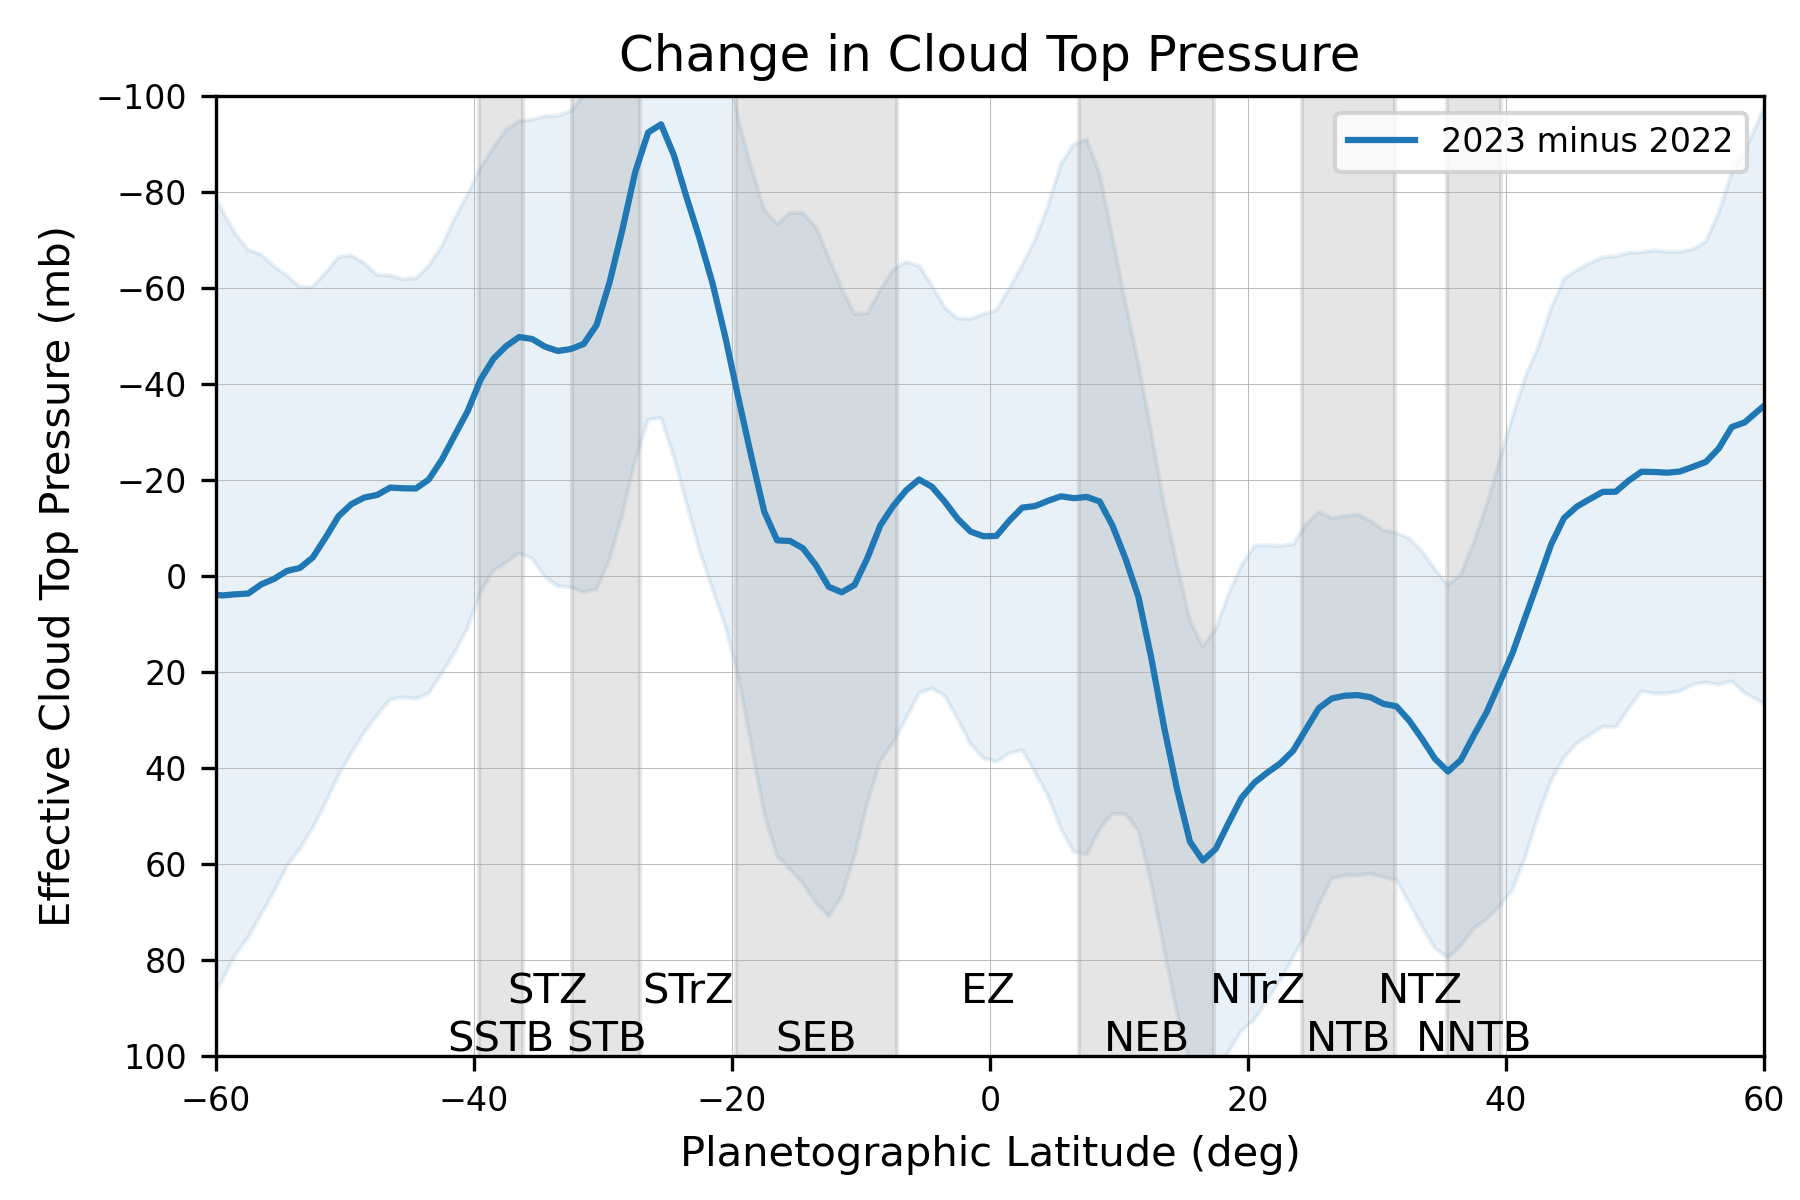 Change in Cloud Top Pressure
2023 minus 2022
Effective Cloud Top Pressure (mb)
−100
−80
−60
−40
−20
0
20
40
60
80
100
STZ STrZ EZ NTrZ NTZ
SSTB STB SEB NEB NTB NNTB
−60 −40 −20 0 20 40 60
Planetographic Latitude (deg)